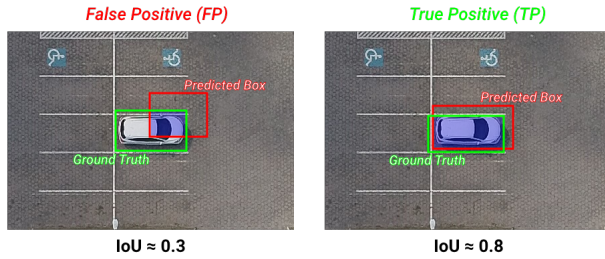 False Positive (FP)
True Positive (TP)
Predicted Box
Ground Truth
Predicted Box
Ground Truth
IoU ≈ 0.3
IoU ≈ 0.8